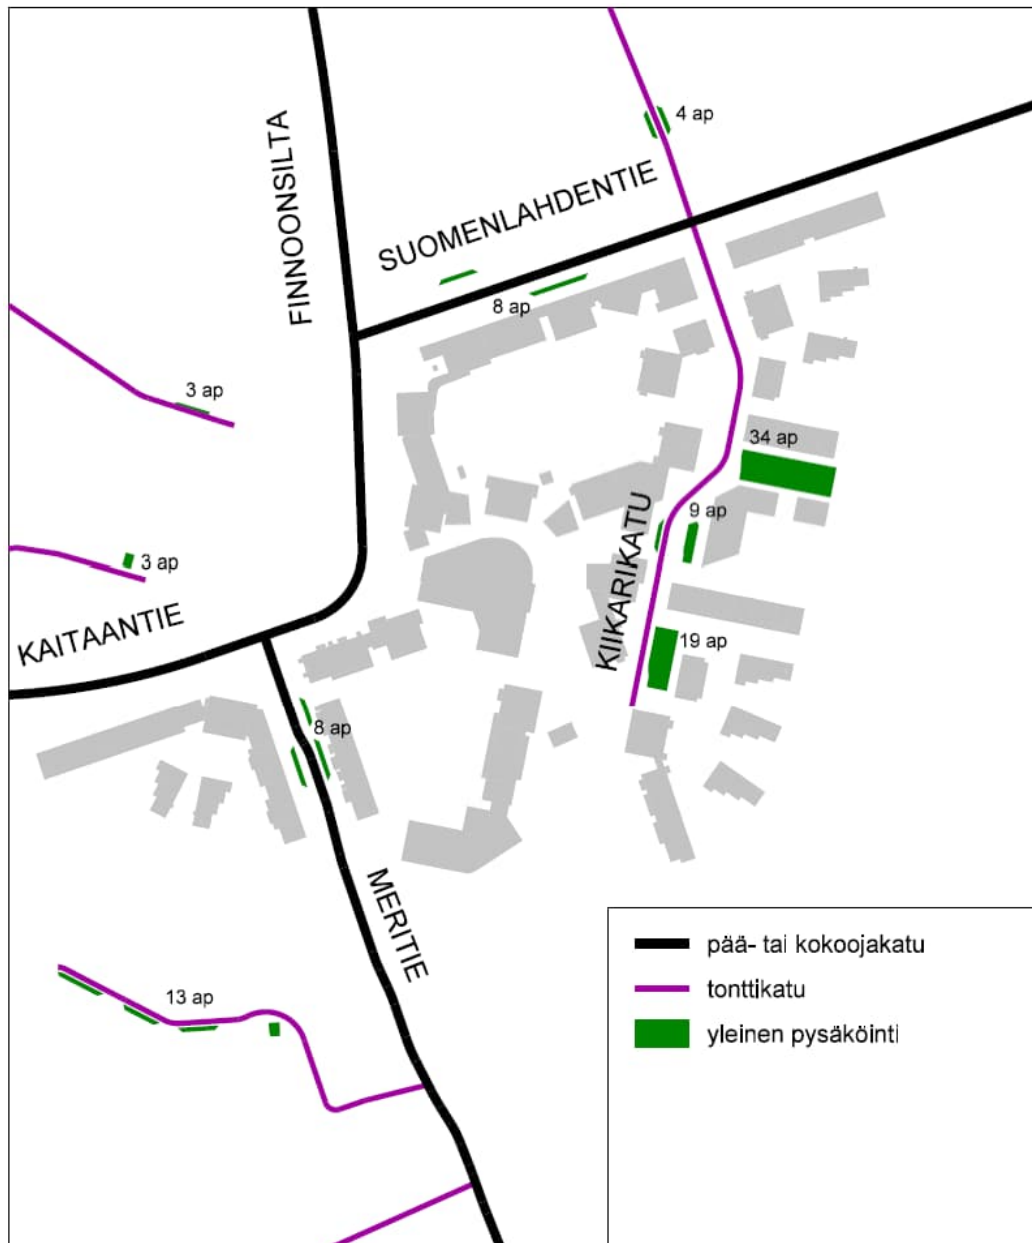 4 ap
FINNOONSILTA
SUOMENLAHDENTIE
8 ap
3 ap
34 ap
9 ap
KIIKARIKATU
3 ap
KAITAANTIE
19 ap
8 ap
MERITIE
13 ap
pää- tai kokoojakatu
tonttikatu
yleinen pysäköinti